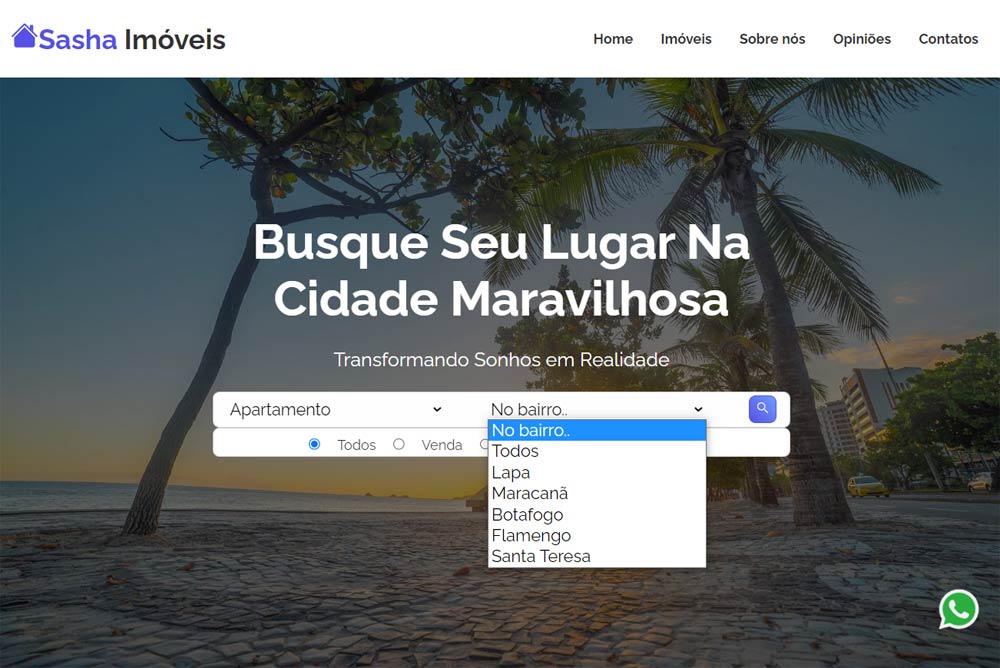 Sasha Imóveis
Home Imóveis Sobre nós Opiniões Contatos
Busque Seu Lugar Na
Cidade Maravilhosa
Transformando Sonhos em Realidade
Apartamento No bairro..
Todos Venda
No bairro..
Todos
Lapa
Maracanã
Botafogo
Flamengo
Santa Teresa